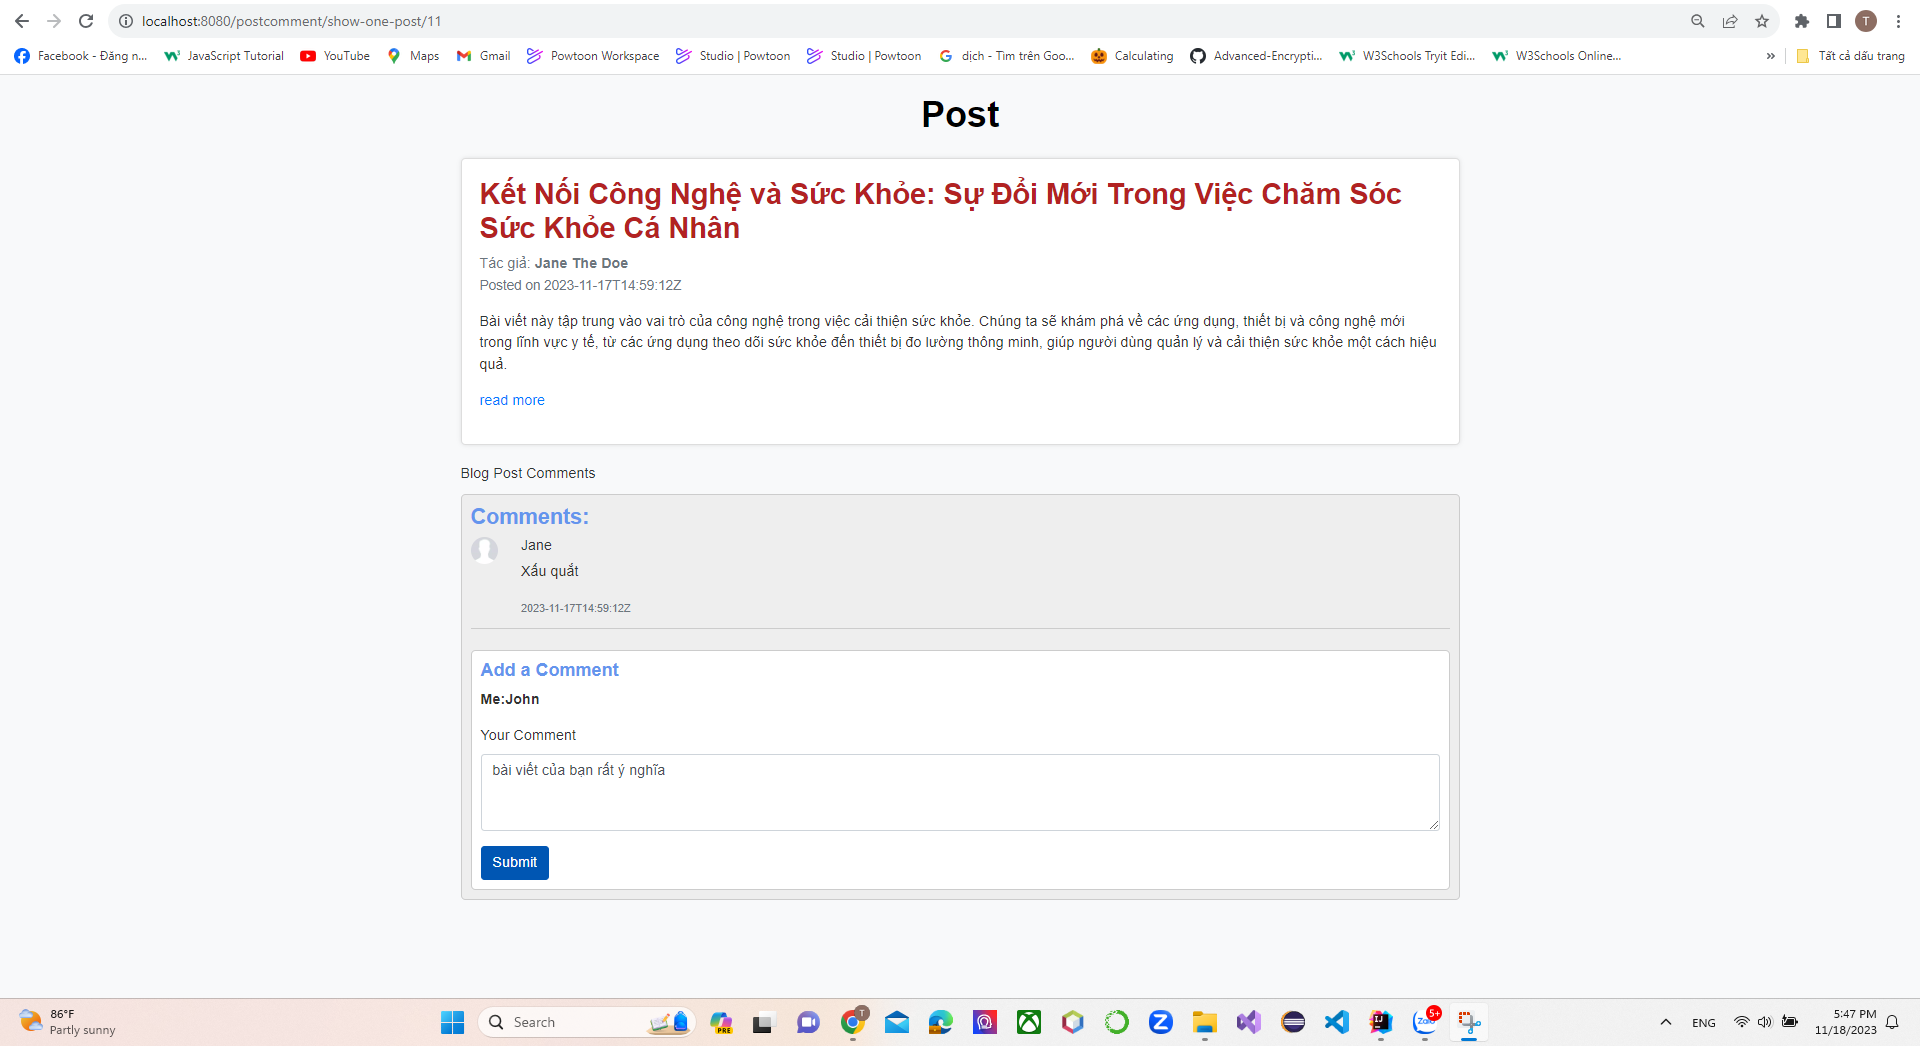 localhost:8080/postcomment/show-one-post/11
T
Facebook - Đăng n...
JavaScript Tutorial
YouTube
Maps
Gmail
Powtoon Workspace
Studio | Powtoon
Studio | Powtoon
dịch - Tìm trên Goo...
Calculating
Advanced-Encrypti...
W3Schools Tryit Edi...
W3Schools Online...
»
Tất cả dấu trang
Post
Kết Nối Công Nghệ và Sức Khỏe: Sự Đổi Mới Trong Việc Chăm Sóc
Sức Khỏe Cá Nhân
Tác giả: Jane The Doe
Posted on 2023-11-17T14:59:12Z
Bài viết này tập trung vào vai trò của công nghệ trong việc cải thiện sức khỏe. Chúng ta sẽ khám phá về các ứng dụng, thiết bị và công nghệ mới
trong lĩnh vực y tế, từ các ứng dụng theo dõi sức khỏe đến thiết bị đo lường thông minh, giúp người dùng quản lý và cải thiện sức khỏe một cách hiệu
quả.
read more
Blog Post Comments
Comments:
Jane
Xấu quắt
2023-11-17T14:59:12Z
Add a Comment
Me:John
Your Comment
bài viết của bạn rất ý nghĩa
Submit
86°F
Partly sunny
Search
PRE
T
Z
IJ
Zalo
5+
ENG
5:47 PM
11/18/2023